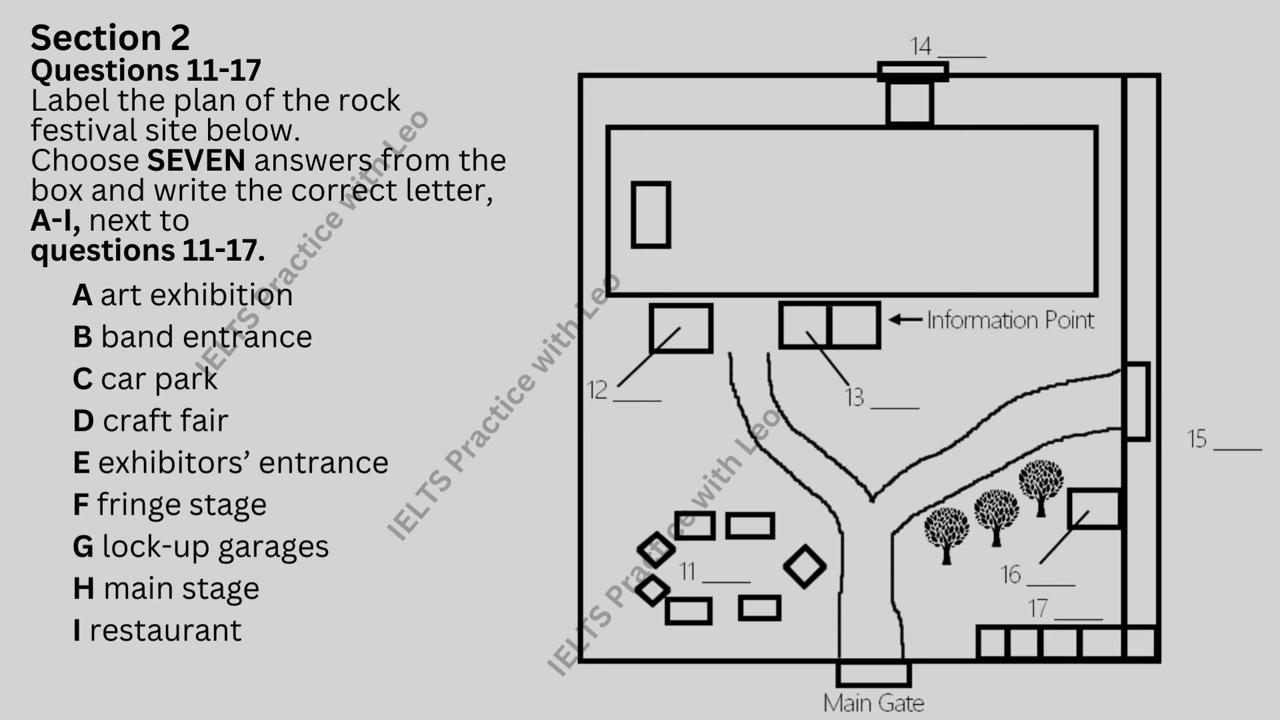 Section 2
Questions 11-17
Label the plan of the rock
festival site below.
Choose SEVEN answers from the
box and write the correct letter,
A-I, next to
questions 11-17.
A art exhibition
B band entrance
C car park
D craft fair
E exhibitors’ entrance
F fringe stage
G lock-up garages
H main stage
I restaurant
14 ____
Information Point
12 ____
13 ____
15 ____
11 ____
16 ____
17 ____
Main Gate
IELTS Practice with Leo
IELTS Practice with Leo
IELTS Practice with Leo